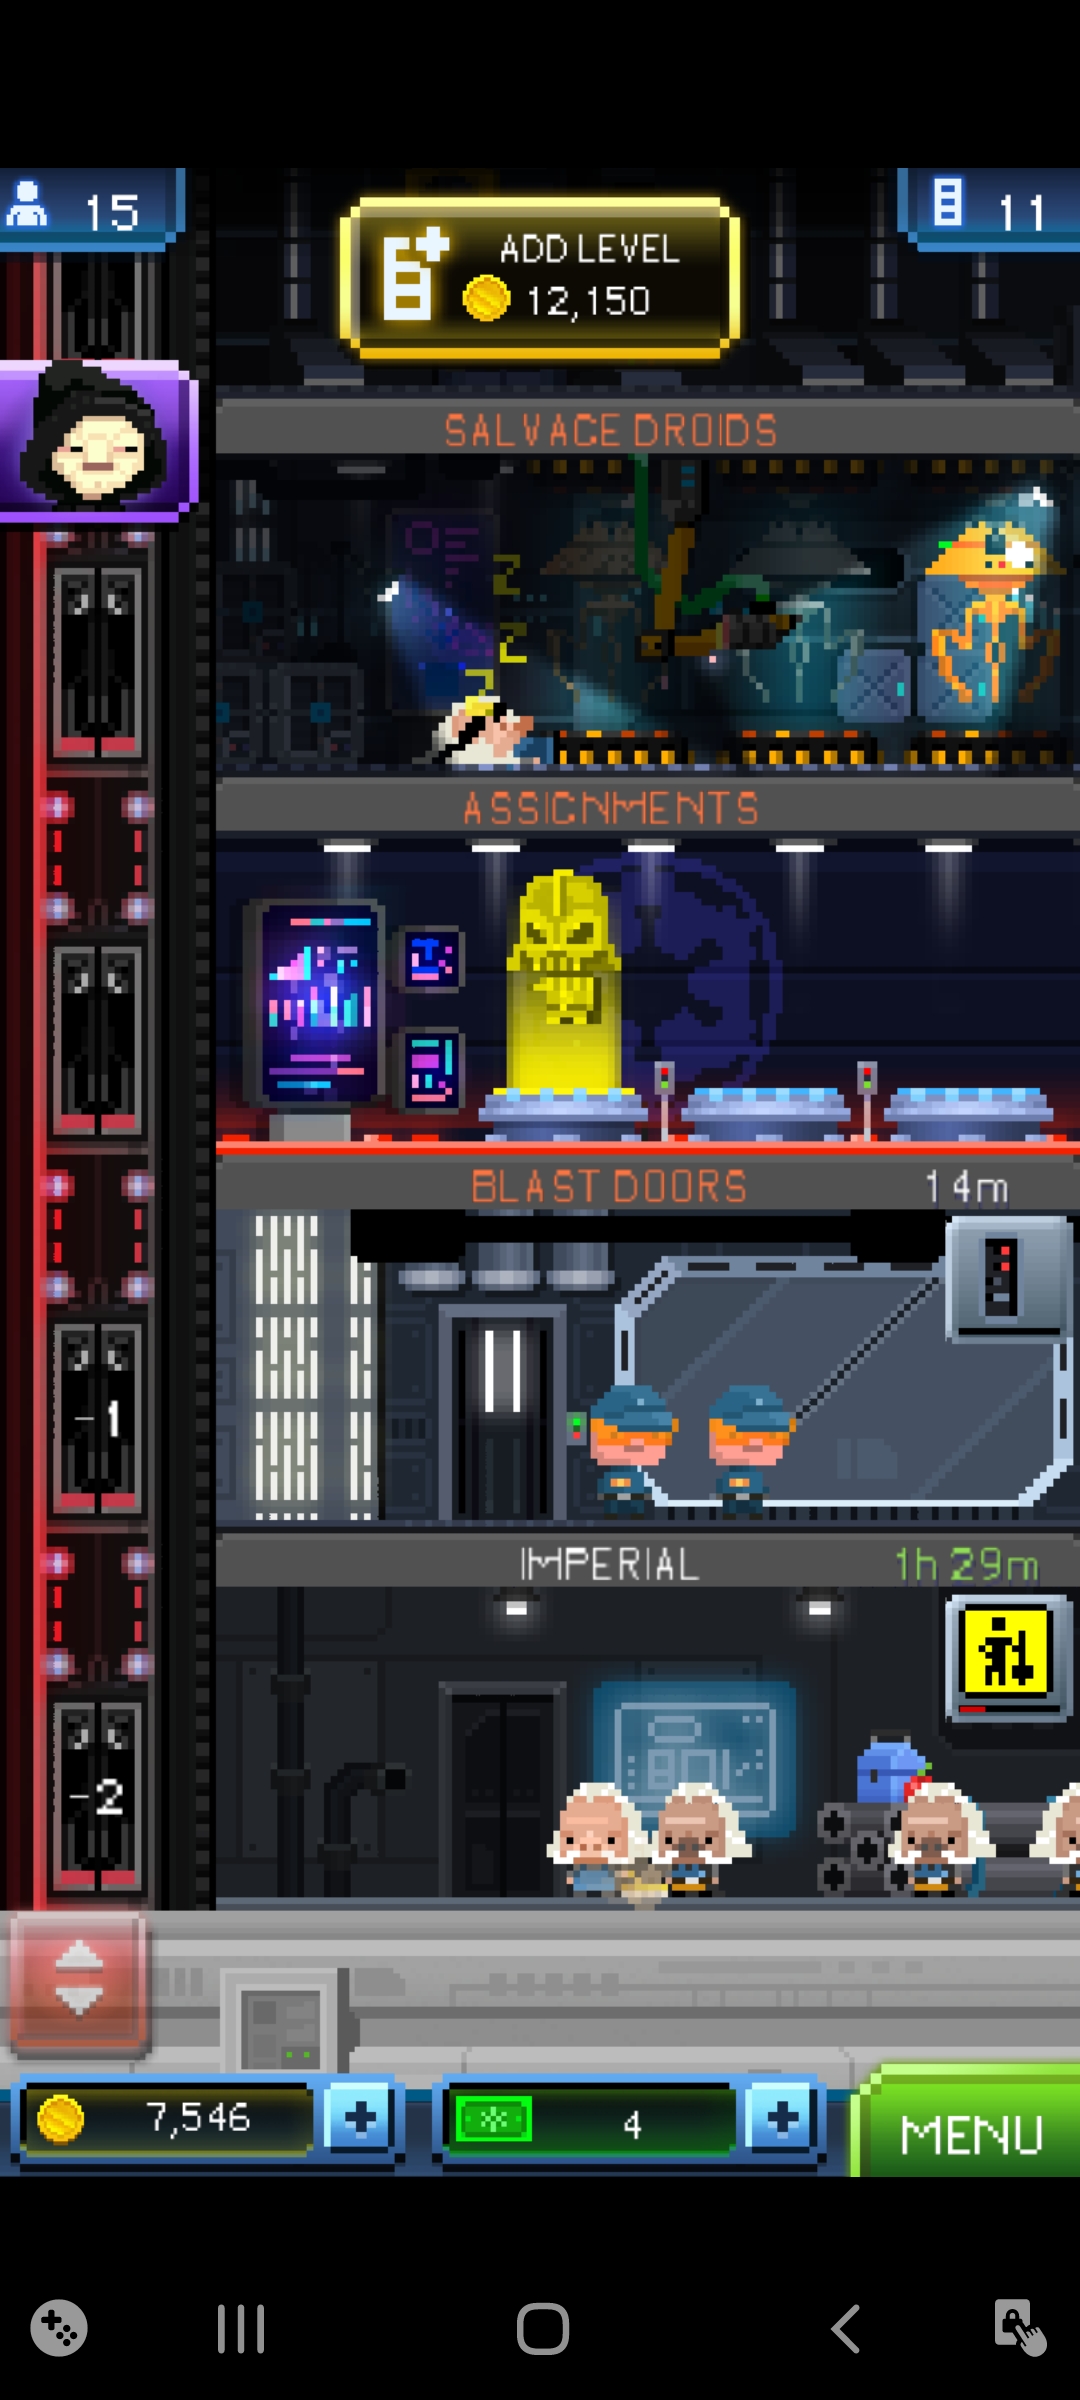 15
ADD LEVEL
12,150
11
SALVAGE DROIDS
Z
Z
Z
ASSIGNMENTS
BLAST DOORS 14m
-1
IMPERIAL 1h 29m
-2
7,546
4
MENU